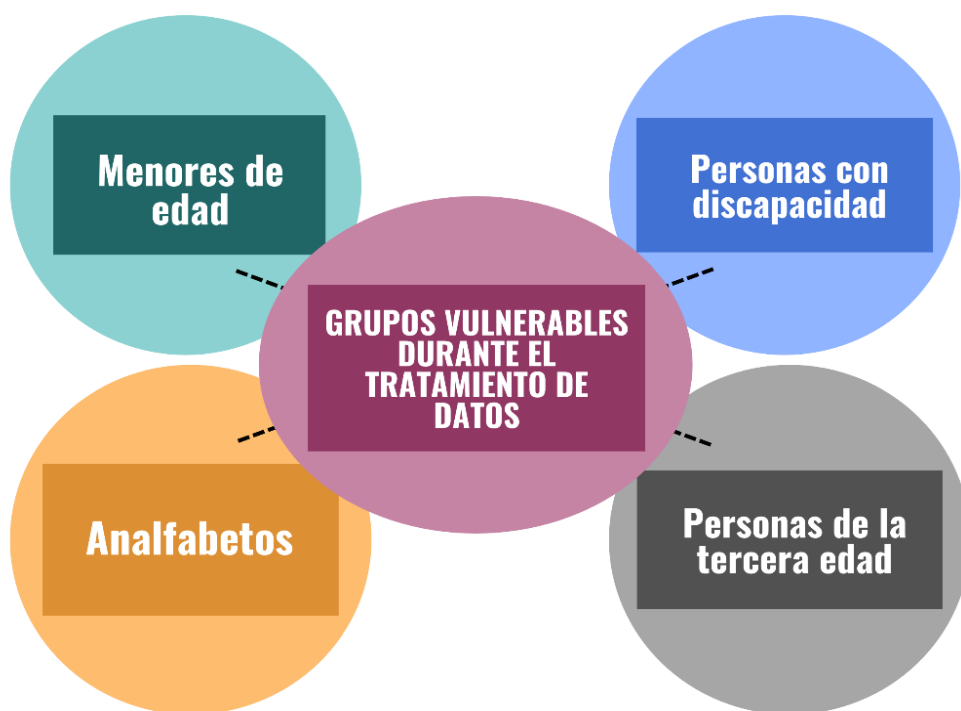 Menores de
edad
Personas con
discapacidad
GRUPOS VULNERABLES
DURANTE EL
TRATAMIENTO DE
DATOS
Analfabetos
Personas de la
tercera edad